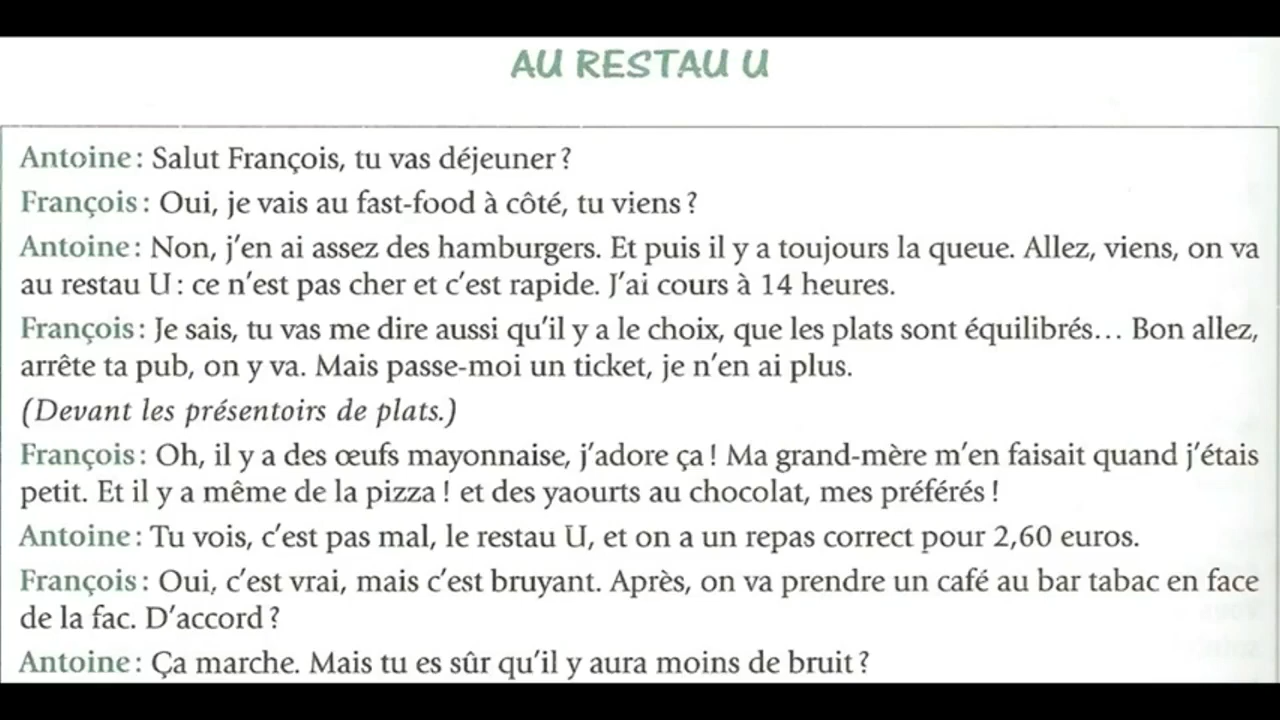 AU RESTAU U
Antoine : Salut François, tu vas déjeuner ?
François : Oui, je vais au fast-food à côté, tu viens ?
Antoine : Non, j'en ai assez des hamburgers. Et puis il y a toujours la queue. Allez, viens, on va
au restau U : ce n'est pas cher et c'est rapide. J'ai cours à 14 heures.
François : Je sais, tu vas me dire aussi qu'il y a le choix, que les plats sont équilibrés... Bon allez,
arrête ta pub, on y va. Mais passe-moi un ticket, je n'en ai plus.
(Devant les présentoirs de plats.)
François : Oh, il y a des œufs mayonnaise, j'adore ça ! Ma grand-mère m'en faisait quand j'étais
petit. Et il y a même de la pizza ! et des yaourts au chocolat, mes préférés !
Antoine : Tu vois, c'est pas mal, le restau U, et on a un repas correct pour 2,60 euros.
François : Oui, c'est vrai, mais c'est bruyant. Après, on va prendre un café au bar tabac en face
de la fac. D'accord ?
Antoine : Ça marche. Mais tu es sûr qu'il y aura moins de bruit ?